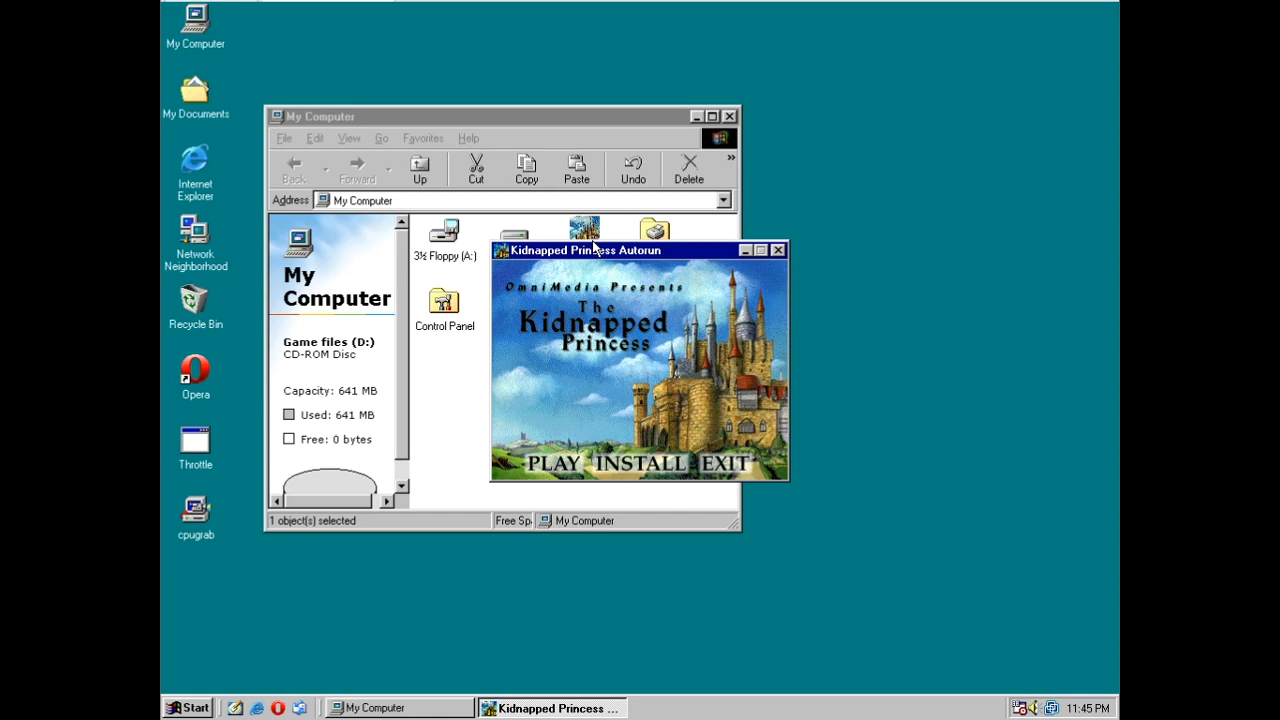 My Computer
My Documents
Internet
Explorer
Network
Neighborhood
Recycle Bin
Opera
Throttle
cpugrab
My Computer
File Edit View Go Favorites Help
Back Forward Up Cut Copy Paste Undo Delete »
Address My Computer
My
Computer
Game files (D:)
CD-ROM Disc
Capacity: 641 MB
Used: 641 MB
Free: 0 bytes
3½ Floppy (A:)
Control Panel
1 object(s) selected
Free Sp
My Computer
Kidnapped Princess Autorun
OmniMedia Presents
The
Kidnapped
Princess
PLAY INSTALL EXIT
Start
My Computer
Kidnapped Princess ...
11:45 PM